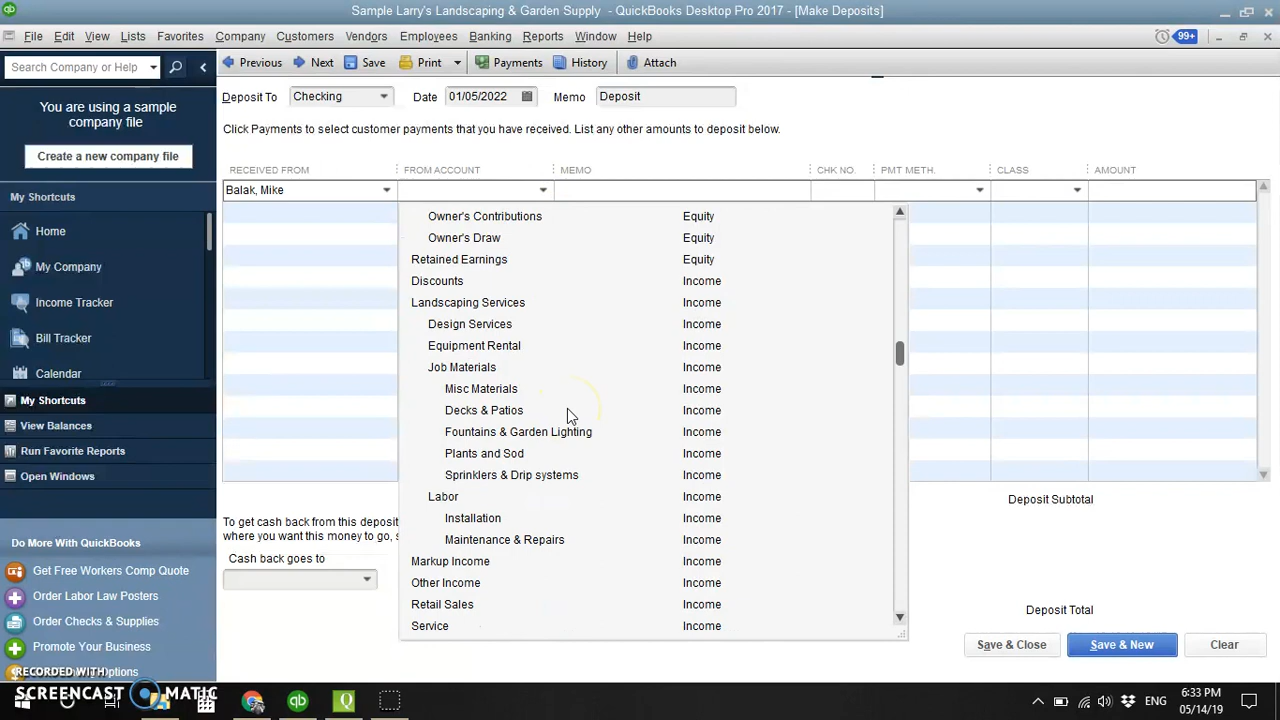 Sample Larry's Landscaping & Garden Supply - QuickBooks Desktop Pro 2017 - [Make Deposits]
File Edit View Lists Favorites Company Customers Vendors Employees Banking Reports Window Help 99+
Search Company or Help
Previous Next Save Print Payments History Attach
You are using a sample
company file
Create a new company file
My Shortcuts
Home
My Company
Income Tracker
Bill Tracker
Calendar
My Shortcuts
View Balances
Run Favorite Reports
Open Windows
Do More With QuickBooks
Get Free Workers Comp Quote
Order Labor Law Posters
Order Checks & Supplies
Promote Your Business
Options
Deposit To Checking Date 01/05/2022 Memo Deposit
Click Payments to select customer payments that you have received. List any other amounts to deposit below.
RECEIVED FROM FROM ACCOUNT MEMO CHK NO. PMT METH. CLASS AMOUNT
Balak, Mike
Owner's Contributions Equity
Owner's Draw Equity
Retained Earnings Equity
Discounts Income
Landscaping Services Income
Design Services Income
Equipment Rental Income
Job Materials Income
Misc Materials Income
Decks & Patios Income
Fountains & Garden Lighting Income
Plants and Sod Income
Sprinklers & Drip systems Income
Labor Income
Installation Income
Maintenance & Repairs Income
Markup Income Income
Other Income Income
Retail Sales Income
Service Income
Deposit Subtotal
To get cash back from this deposit
where you want this money to go, s
Cash back goes to
Deposit Total
Save & Close Save & New Clear
RECORDED WITH
SCREENCAST MATIC
ENG
6:33 PM
05/14/19